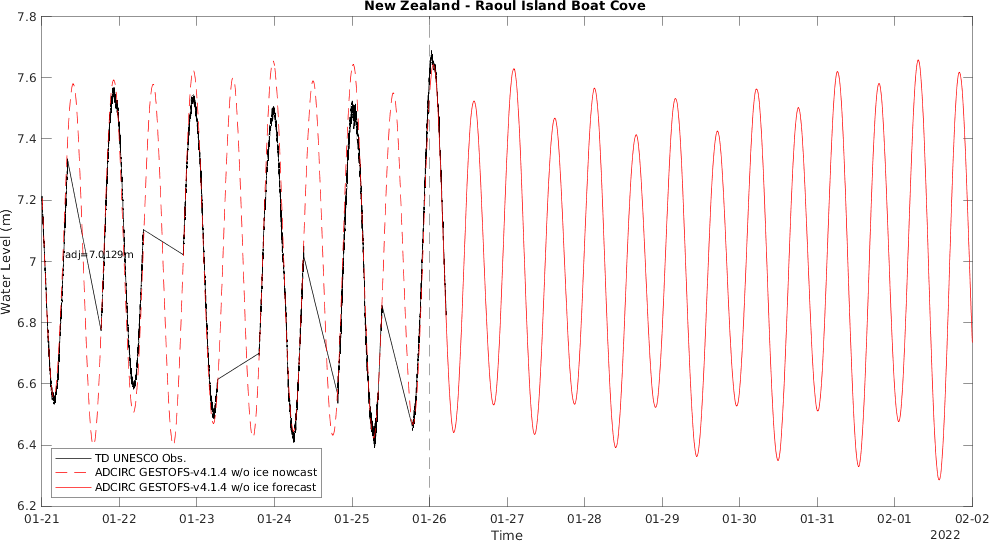 New Zealand - Raoul Island Boat Cove
7.8
7.6
7.4
7.2
7
6.8
6.6
6.4
6.2
Water Level (m)
adj=7.0129m
TD UNESCO Obs.
ADCIRC GESTOFS-v4.1.4 w/o ice nowcast
ADCIRC GESTOFS-v4.1.4 w/o ice forecast
01-21 01-22 01-23 01-24 01-25 01-26 01-27 01-28 01-29 01-30 01-31 02-01 02-02
Time
2022